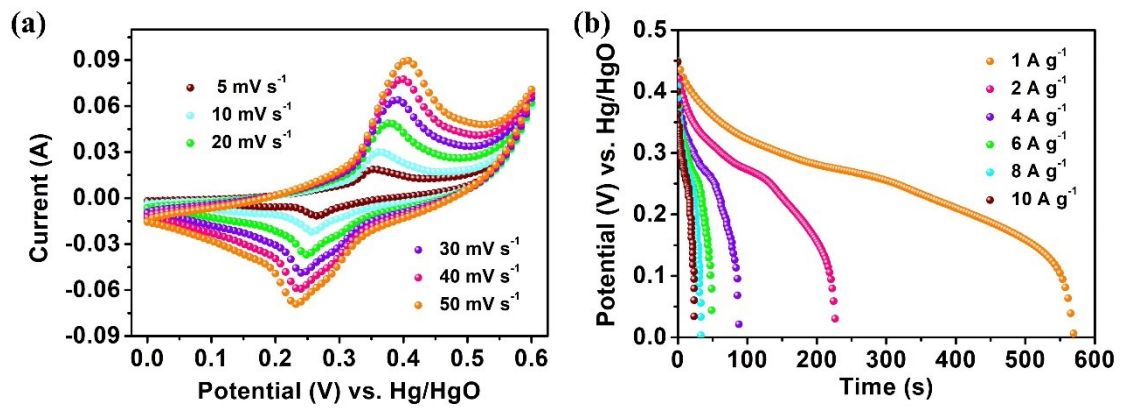 (a)
0.09
0.06
0.03
0.00
-0.03
-0.06
-0.09
Current (A)
5 mV s⁻¹
10 mV s⁻¹
20 mV s⁻¹
30 mV s⁻¹
40 mV s⁻¹
50 mV s⁻¹
0.0 0.1 0.2 0.3 0.4 0.5 0.6
Potential (V) vs. Hg/HgO
(b)
0.5
0.4
0.3
0.2
0.1
0.0
Potential (V) vs. Hg/HgO
1 A g⁻¹
2 A g⁻¹
4 A g⁻¹
6 A g⁻¹
8 A g⁻¹
10 A g⁻¹
0 100 200 300 400 500 600
Time (s)